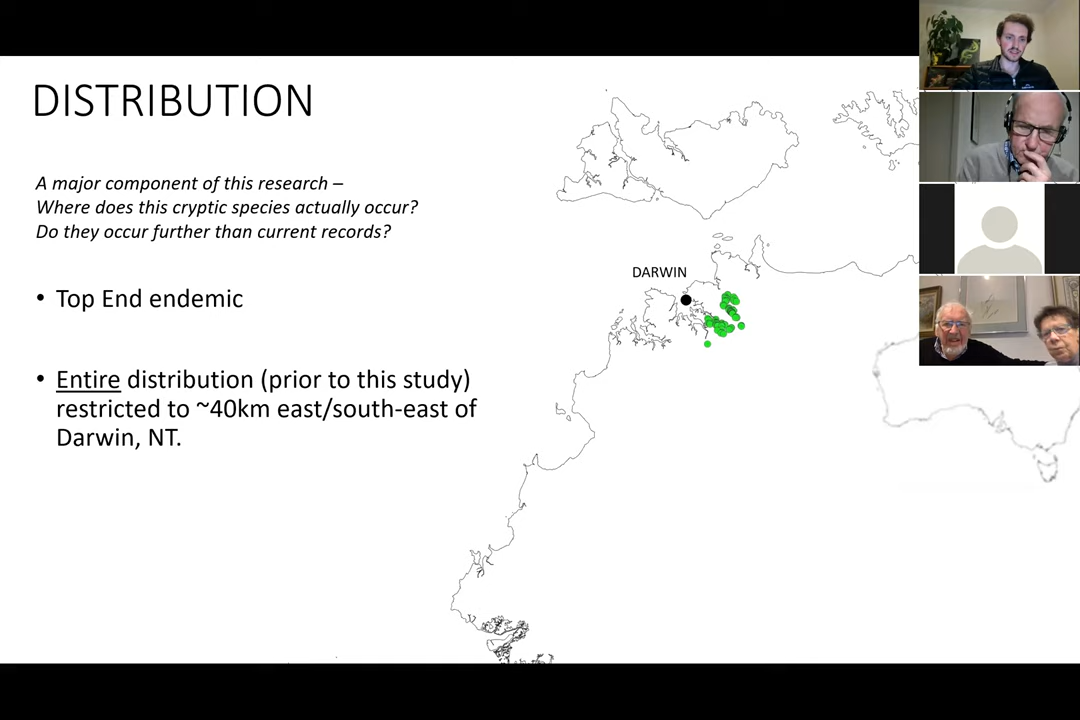 DISTRIBUTION
A major component of this research –
Where does this cryptic species actually occur?
Do they occur further than current records?
• Top End endemic
• Entire distribution (prior to this study)
restricted to ~40km east/south-east of
Darwin, NT.
DARWIN